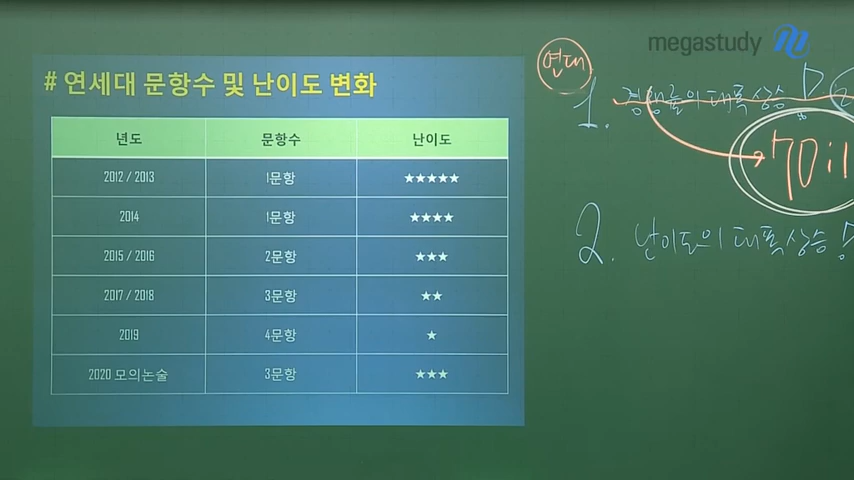 megastudy
# 연세대 문항수 및 난이도 변화
년도 문항수 난이도
2012 / 2013 1문항 ★★★★★
2014 1문항 ★★★★
2015 / 2016 2문항 ★★★
2017 / 2018 3문항 ★★
2019 4문항 ★
2020 모의논술 3문항 ★★★
연대
1. 경쟁률의 대폭 상승
2. 난이도의 대폭 상승